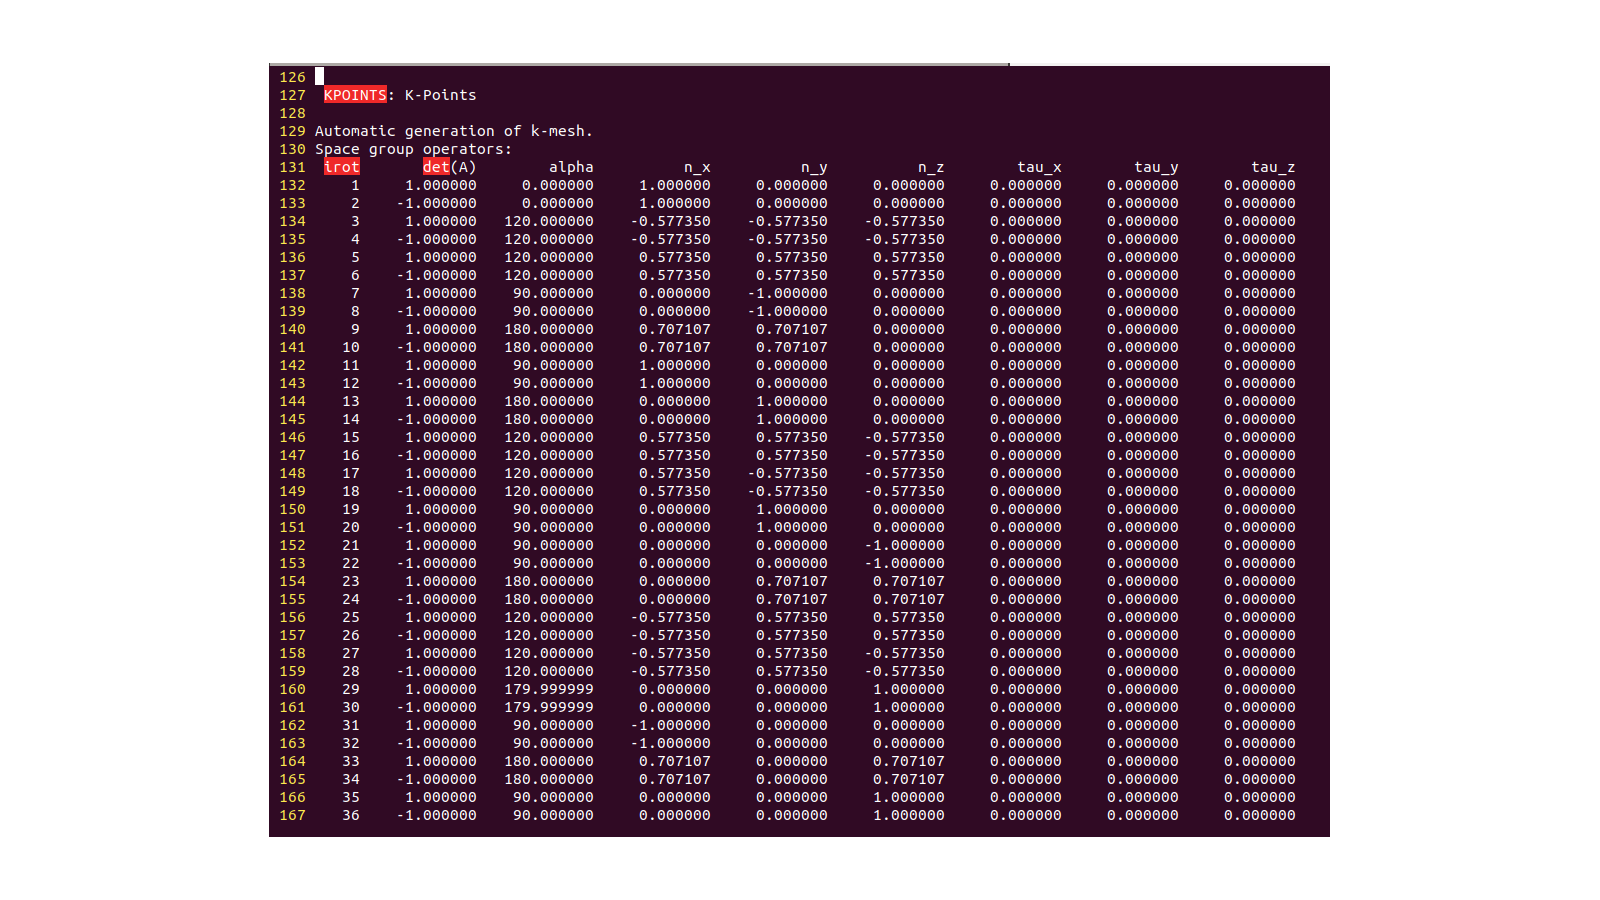 126
127 KPOINTS: K-Points
128
129 Automatic generation of k-mesh.
130 Space group operators:
131 irot det(A) alpha n_x n_y n_z tau_x tau_y tau_z
132 1 1.000000 0.000000 1.000000 0.000000 0.000000 0.000000 0.000000 0.000000
133 2 -1.000000 0.000000 1.000000 0.000000 0.000000 0.000000 0.000000 0.000000
134 3 1.000000 120.000000 -0.577350 -0.577350 -0.577350 0.000000 0.000000 0.000000
135 4 -1.000000 120.000000 -0.577350 -0.577350 -0.577350 0.000000 0.000000 0.000000
136 5 1.000000 120.000000 0.577350 0.577350 0.577350 0.000000 0.000000 0.000000
137 6 -1.000000 120.000000 0.577350 0.577350 0.577350 0.000000 0.000000 0.000000
138 7 1.000000 90.000000 0.000000 -1.000000 0.000000 0.000000 0.000000 0.000000
139 8 -1.000000 90.000000 0.000000 -1.000000 0.000000 0.000000 0.000000 0.000000
140 9 1.000000 180.000000 0.707107 0.707107 0.000000 0.000000 0.000000 0.000000
141 10 -1.000000 180.000000 0.707107 0.707107 0.000000 0.000000 0.000000 0.000000
142 11 1.000000 90.000000 1.000000 0.000000 0.000000 0.000000 0.000000 0.000000
143 12 -1.000000 90.000000 1.000000 0.000000 0.000000 0.000000 0.000000 0.000000
144 13 1.000000 180.000000 0.000000 1.000000 0.000000 0.000000 0.000000 0.000000
145 14 -1.000000 180.000000 0.000000 1.000000 0.000000 0.000000 0.000000 0.000000
146 15 1.000000 120.000000 0.577350 0.577350 -0.577350 0.000000 0.000000 0.000000
147 16 -1.000000 120.000000 0.577350 0.577350 -0.577350 0.000000 0.000000 0.000000
148 17 1.000000 120.000000 0.577350 -0.577350 -0.577350 0.000000 0.000000 0.000000
149 18 -1.000000 120.000000 0.577350 -0.577350 -0.577350 0.000000 0.000000 0.000000
150 19 1.000000 90.000000 0.000000 1.000000 0.000000 0.000000 0.000000 0.000000
151 20 -1.000000 90.000000 0.000000 1.000000 0.000000 0.000000 0.000000 0.000000
152 21 1.000000 90.000000 0.000000 0.000000 -1.000000 0.000000 0.000000 0.000000
153 22 -1.000000 90.000000 0.000000 0.000000 -1.000000 0.000000 0.000000 0.000000
154 23 1.000000 180.000000 0.000000 0.707107 0.707107 0.000000 0.000000 0.000000
155 24 -1.000000 180.000000 0.000000 0.707107 0.707107 0.000000 0.000000 0.000000
156 25 1.000000 120.000000 -0.577350 0.577350 0.577350 0.000000 0.000000 0.000000
157 26 -1.000000 120.000000 -0.577350 0.577350 0.577350 0.000000 0.000000 0.000000
158 27 1.000000 120.000000 -0.577350 0.577350 -0.577350 0.000000 0.000000 0.000000
159 28 -1.000000 120.000000 -0.577350 0.577350 -0.577350 0.000000 0.000000 0.000000
160 29 1.000000 179.999999 0.000000 0.000000 1.000000 0.000000 0.000000 0.000000
161 30 -1.000000 179.999999 0.000000 0.000000 1.000000 0.000000 0.000000 0.000000
162 31 1.000000 90.000000 -1.000000 0.000000 0.000000 0.000000 0.000000 0.000000
163 32 -1.000000 90.000000 -1.000000 0.000000 0.000000 0.000000 0.000000 0.000000
164 33 1.000000 180.000000 0.707107 0.000000 0.707107 0.000000 0.000000 0.000000
165 34 -1.000000 180.000000 0.707107 0.000000 0.707107 0.000000 0.000000 0.000000
166 35 1.000000 90.000000 0.000000 0.000000 1.000000 0.000000 0.000000 0.000000
167 36 -1.000000 90.000000 0.000000 0.000000 1.000000 0.000000 0.000000 0.000000